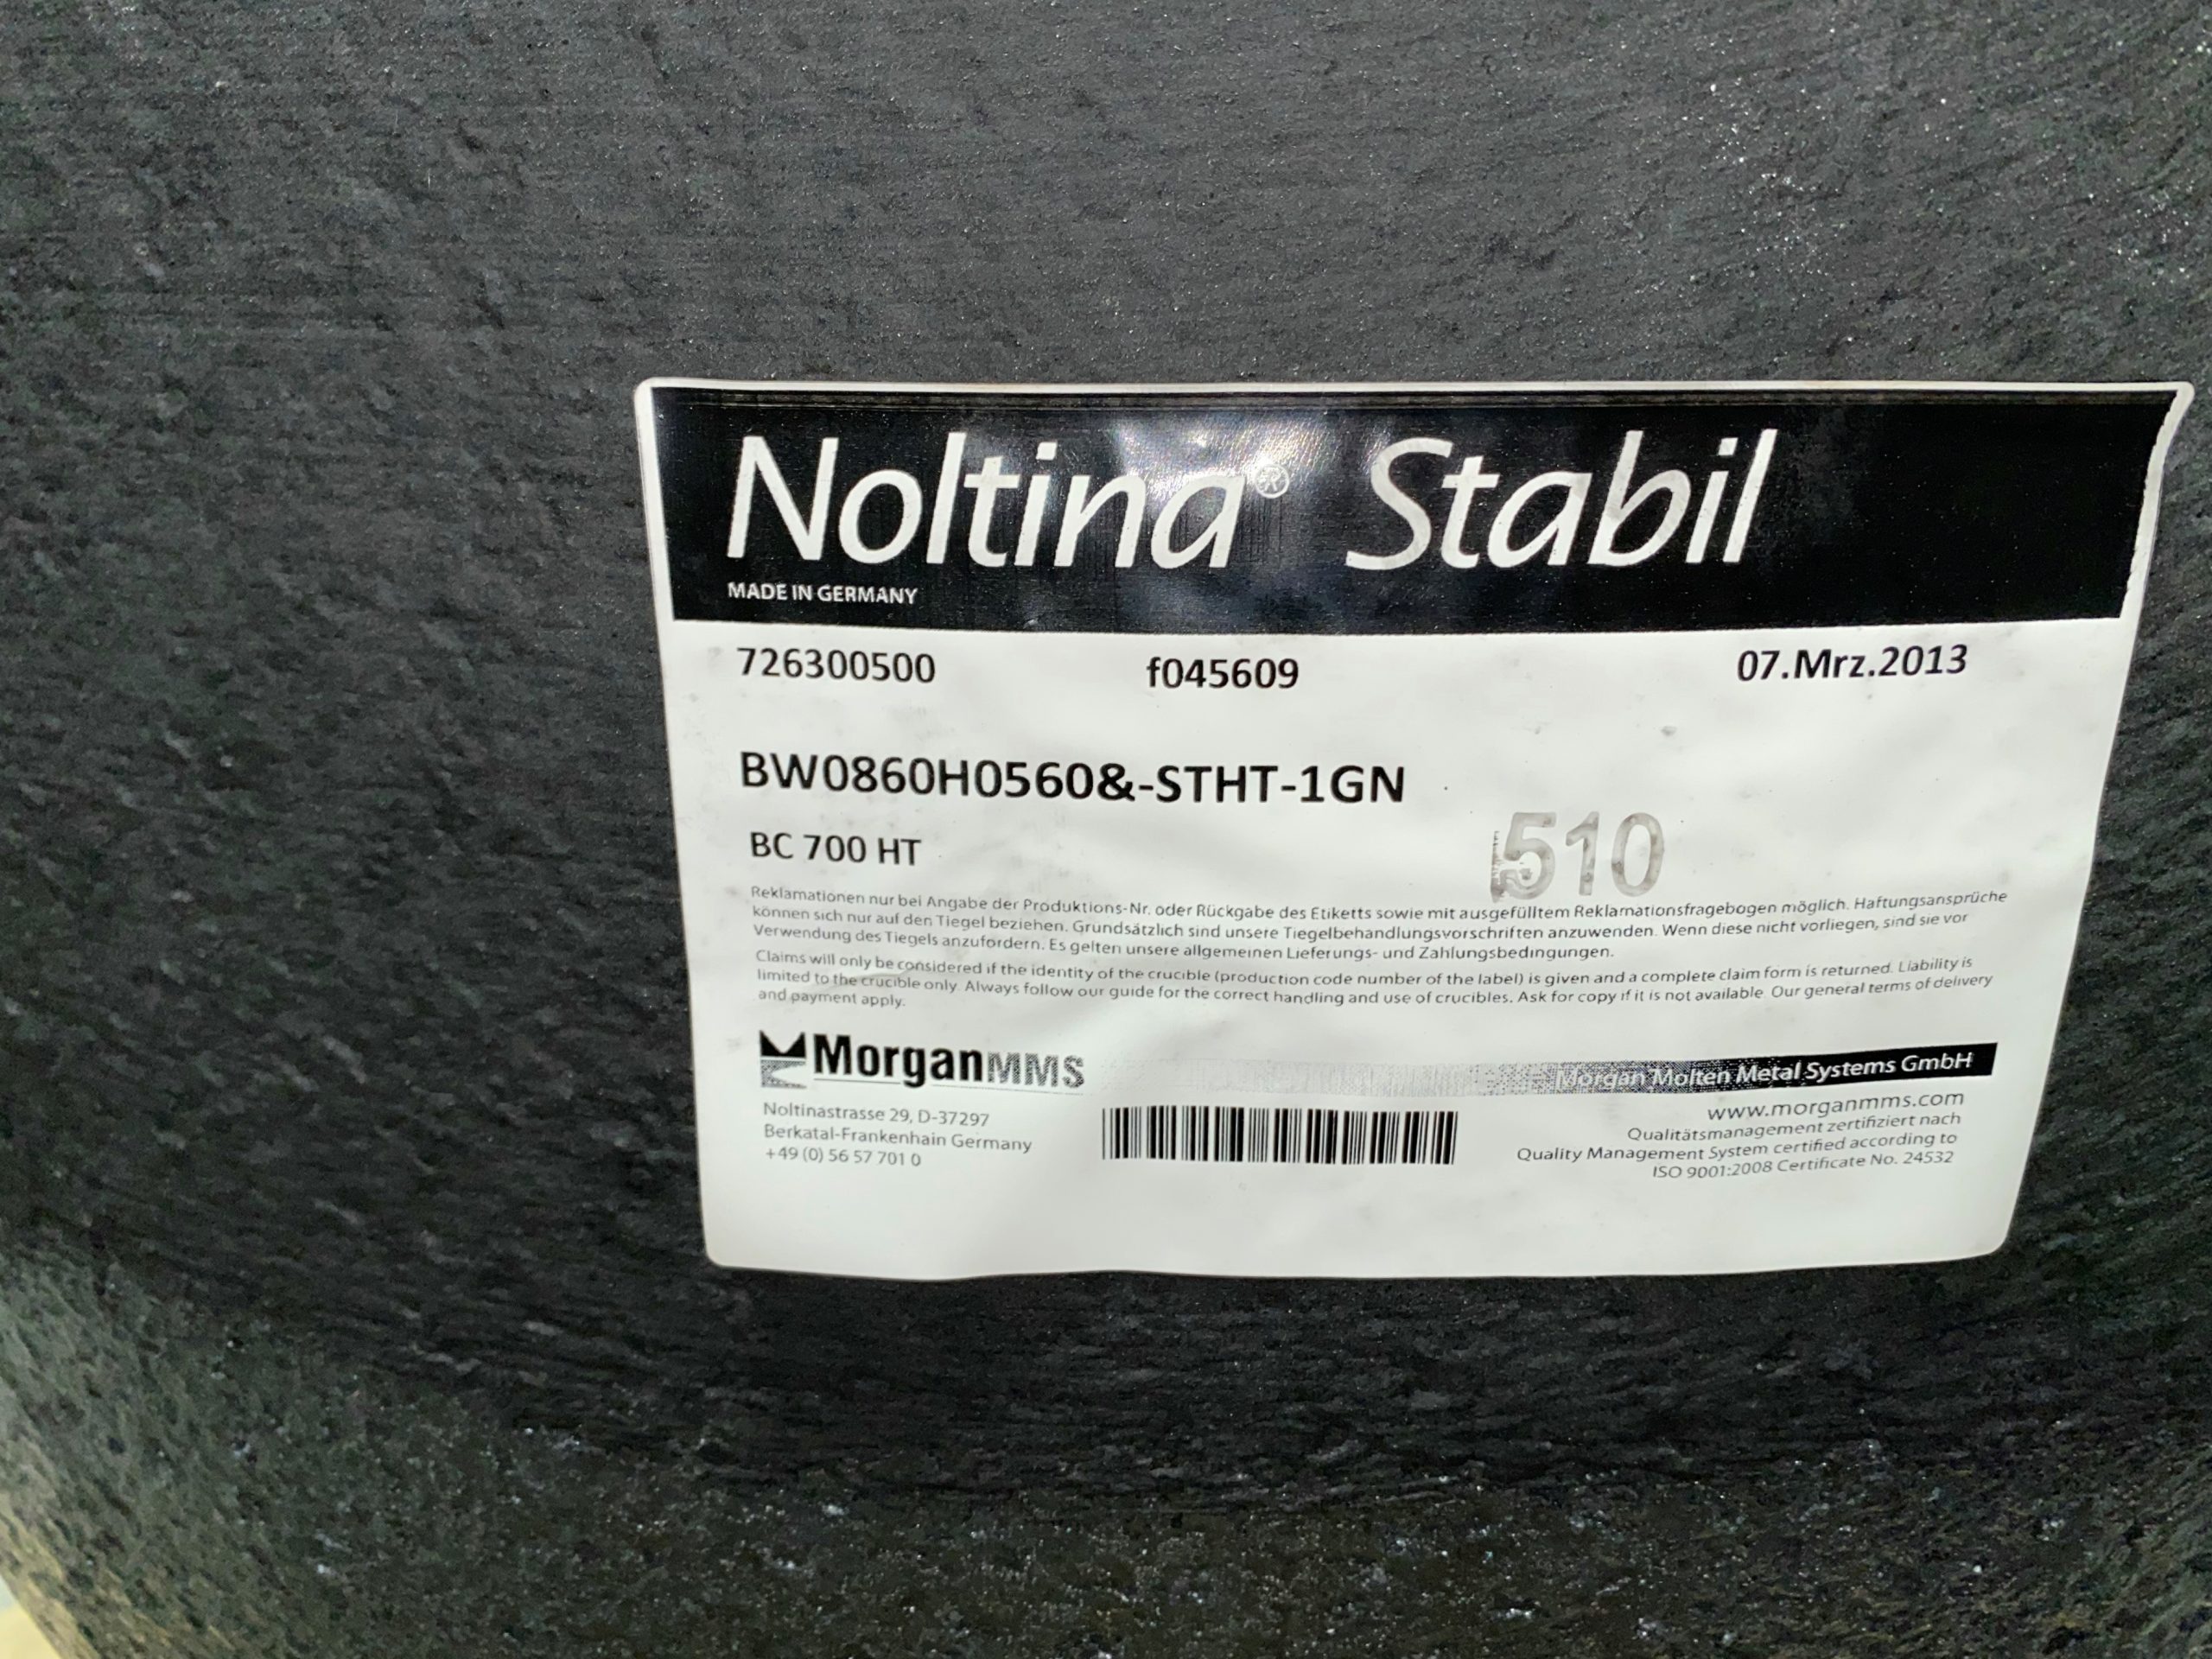 Noltina® Stabil
MADE IN GERMANY
726300500 f045609 07.Mrz.2013
BW0860H0560&-STHT-1GN
BC 700 HT
510
Reklamationen nur bei Angabe der Produktions-Nr. oder Rückgabe des Etiketts sowie mit ausgefülltem Reklamationsfragebogen möglich. Haftungsansprüche
können sich nur auf den Tiegel beziehen. Grundsätzlich sind unsere Tiegelbehandlungsvorschriften anzuwenden. Wenn diese nicht vorliegen, sind sie vor
Verwendung des Tiegels anzufordern. Es gelten unsere allgemeinen Lieferungs- und Zahlungsbedingungen.
Claims will only be considered if the identity of the crucible (production code number of the label) is given and a complete claim form is returned. Liability is
limited to the crucible only. Always follow our guide for the correct handling and use of crucibles. Ask for copy if it is not available. Our general terms of delivery
and payment apply.
MorganMMS
Morgan Molten Metal Systems GmbH
Noltinastrasse 29, D-37297
Berkatal-Frankenhain Germany
+49 (0) 56 57 701 0
www.morganmms.com
Qualitätsmanagement zertifiziert nach
Quality Management System certified according to
ISO 9001:2008 Certificate No. 24532